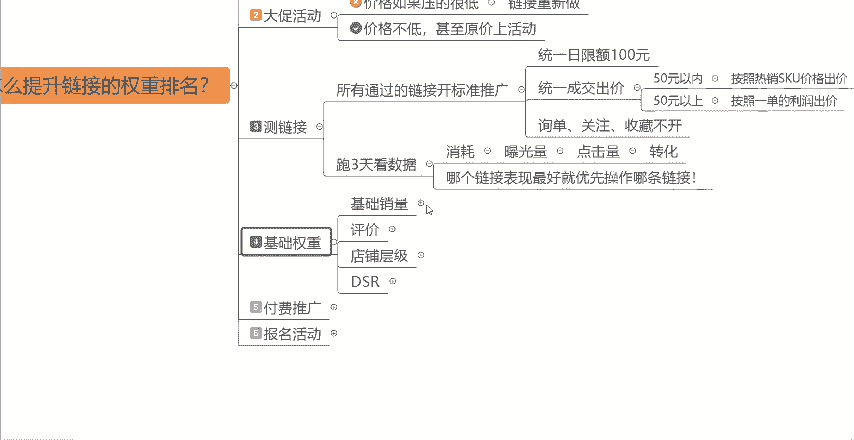 价格如果压的很低
链接重新做
2 大促活动
价格不低，甚至原价上活动
么提升链接的权重排名？
统一日限额100元
所有通过的链接开标准推广
统一成交出价
50元以内
按照热销SKU价格出价
50元以上
按照一单的利润出价
询单、关注、收藏不开
测链接
跑3天看数据
消耗
曝光量
点击量
转化
哪个链接表现最好就优先操作哪条链接！
基础权重
基础销量
评价
店铺层级
DSR
5 付费推广
6 报名活动